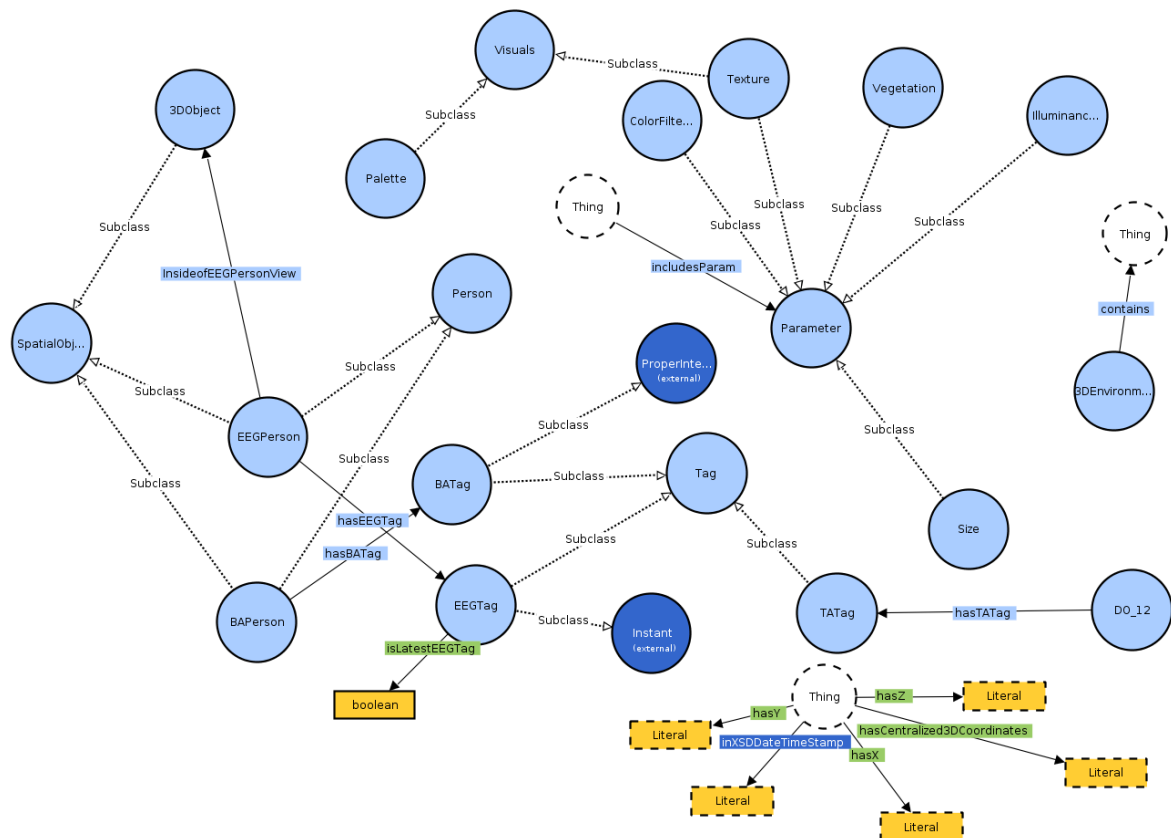 Visuals
Subclass
Texture
Vegetation
3DObject
ColorFilte...
Illuminanc...
Subclass
Palette
Subclass
Subclass
Thing
Subclass
Subclass
Subclass
Thing
includesParam
InsideofEEGPersonView
Person
contains
Parameter
SpatialObj...
ProperInte...
(external)
Subclass
Subclass
3DEnvironm...
Subclass
Subclass
EEGPerson
Subclass
Subclass
Tag
Subclass
BATag
Subclass
hasEEGTag
Size
Subclass
Subclass
hasBATag
EEGTag
DO_12
TATag
hasTATag
BAPerson
Subclass
Instant
(external)
isLatestEEGTag
Thing
hasZ
Literal
boolean
hasY
hasCentralized3DCoordinates
Literal
inXSDDateTimeStamp
hasX
Literal
Literal
Literal